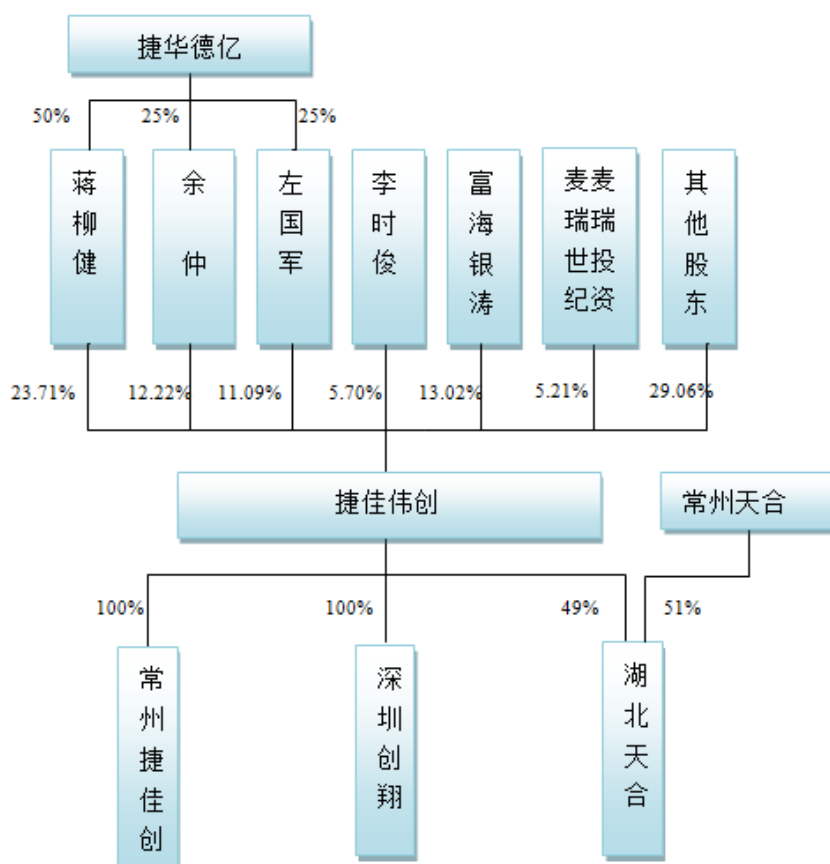 捷华德亿
50%
25%
25%
蒋柳健
余仲
左国军
李时俊
富海银涛
麦瑞世纪
麦瑞投资
其他股东
23.71%
12.22%
11.09%
5.70%
13.02%
5.21%
29.06%
捷佳伟创
常州天合
100%
100%
49%
51%
常州捷佳创
深圳创翔
湖北天合